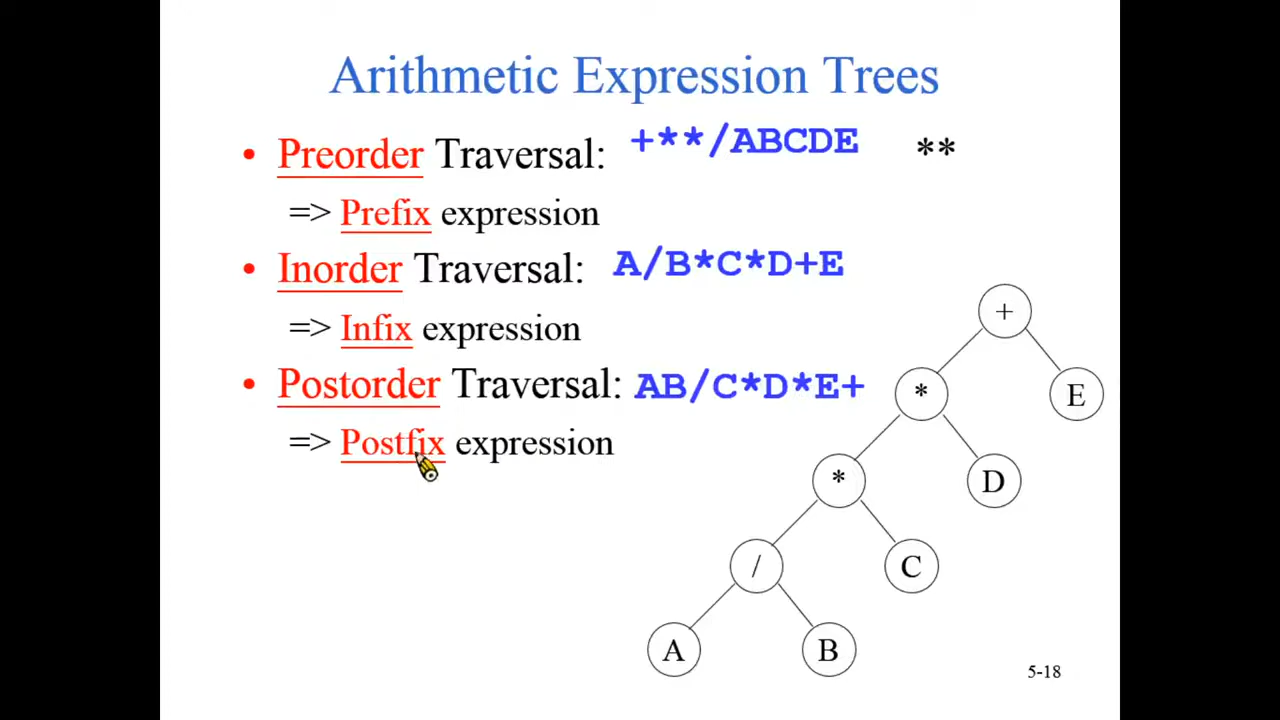 Arithmetic Expression Trees
• Preorder Traversal: +**/ABCDE **
=> Prefix expression
• Inorder Traversal: A/B*C*D+E
=> Infix expression
• Postorder Traversal: AB/C*D*E+
=> Postfix expression
+
* E
* D
/ C
A B
5-18